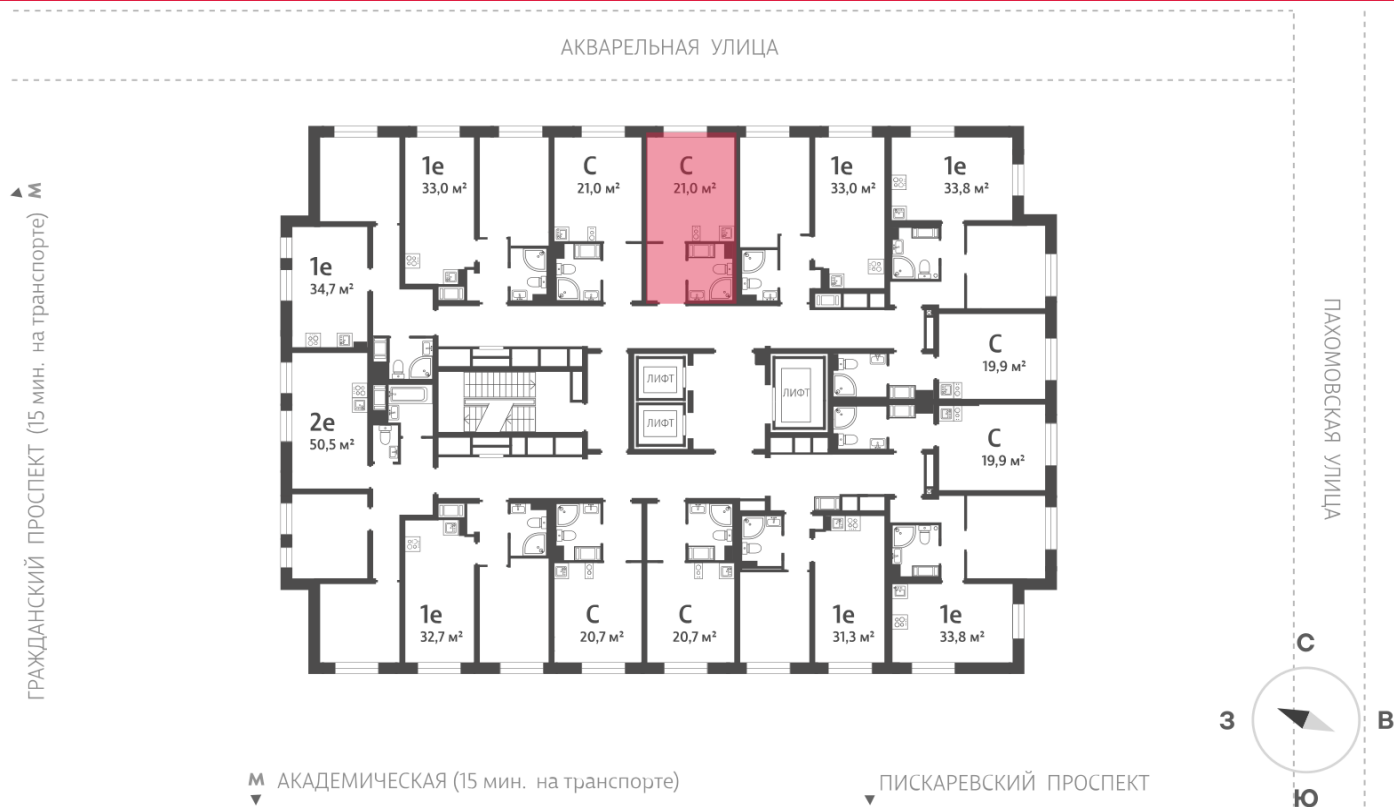 АКВАРЕЛЬНАЯ УЛИЦА
М
ГРАЖДАНСКИЙ ПРОСПЕКТ (15 мин. на транспорте)
1е
33,0 м²
С
21,0 м²
С
21,0 м²
1е
33,0 м²
1е
33,8 м²
1е
34,7 м²
С
19,9 м²
ЛИФТ
ЛИФТ
ЛИФТ
2е
50,5 м²
С
19,9 м²
1е
32,7 м²
С
20,7 м²
С
20,7 м²
1е
31,3 м²
1е
33,8 м²
ПАХОМОВСКАЯ УЛИЦА
С
З
В
Ю
М АКАДЕМИЧЕСКАЯ (15 мин. на транспорте)
ПИСКАРЕВСКИЙ ПРОСПЕКТ